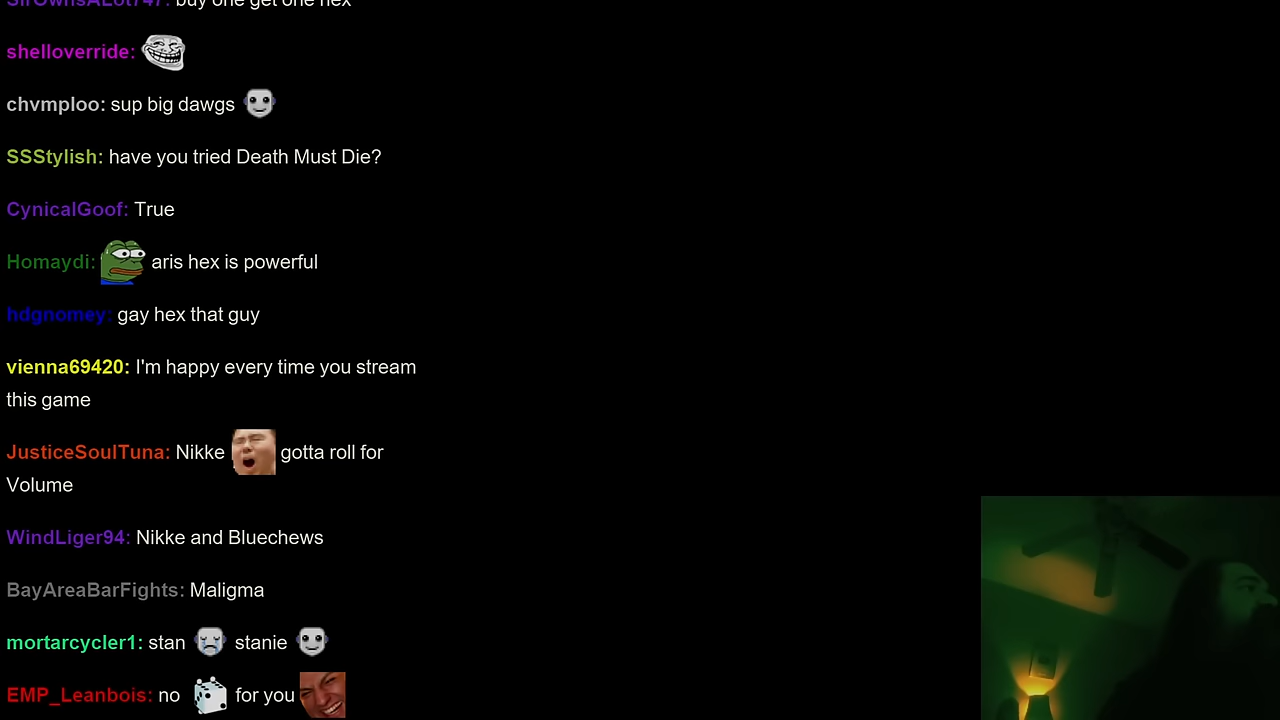 SirOwnsALot747: buy one get one hex
shelloverride:
chvmploo: sup big dawgs
SSStylish: have you tried Death Must Die?
CynicalGoof: True
Homaydi: aris hex is powerful
hdgnomey: gay hex that guy
vienna69420: I'm happy every time you stream
this game
JusticeSoulTuna: Nikke gotta roll for
Volume
WindLiger94: Nikke and Bluechews
BayAreaBarFights: Maligma
mortarcycler1: stan stanie
EMP_Leanbois: no for you